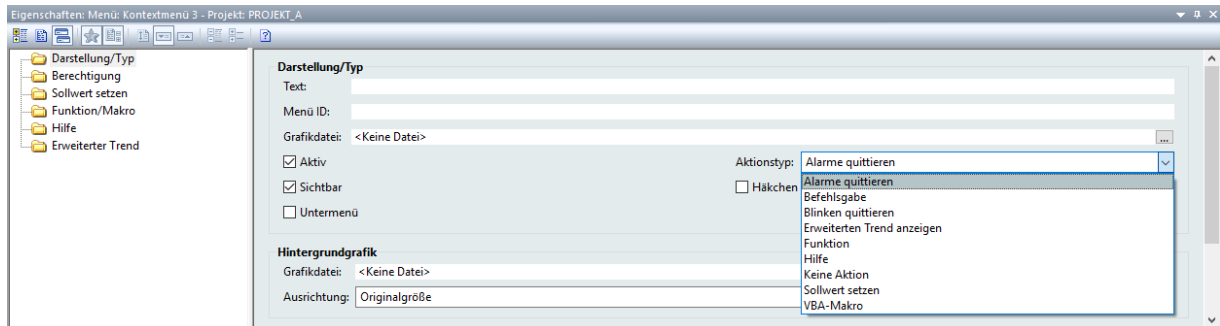 Eigenschaften: Menü: Kontextmenü 3 - Projekt: PROJEKT_A
Darstellung/Typ
Berechtigung
Sollwert setzen
Funktion/Makro
Hilfe
Erweiterter Trend
Darstellung/Typ
Text:
Menü ID:
Grafikdatei: <Keine Datei> ...
Aktiv
Aktionstyp: Alarme quittieren
Sichtbar
Häkchen
Untermenü
Alarme quittieren
Befehlsgabe
Blinken quittieren
Erweiterten Trend anzeigen
Funktion
Hilfe
Keine Aktion
Sollwert setzen
VBA-Makro
Hintergrundgrafik
Grafikdatei: <Keine Datei>
Ausrichtung: Originalgröße